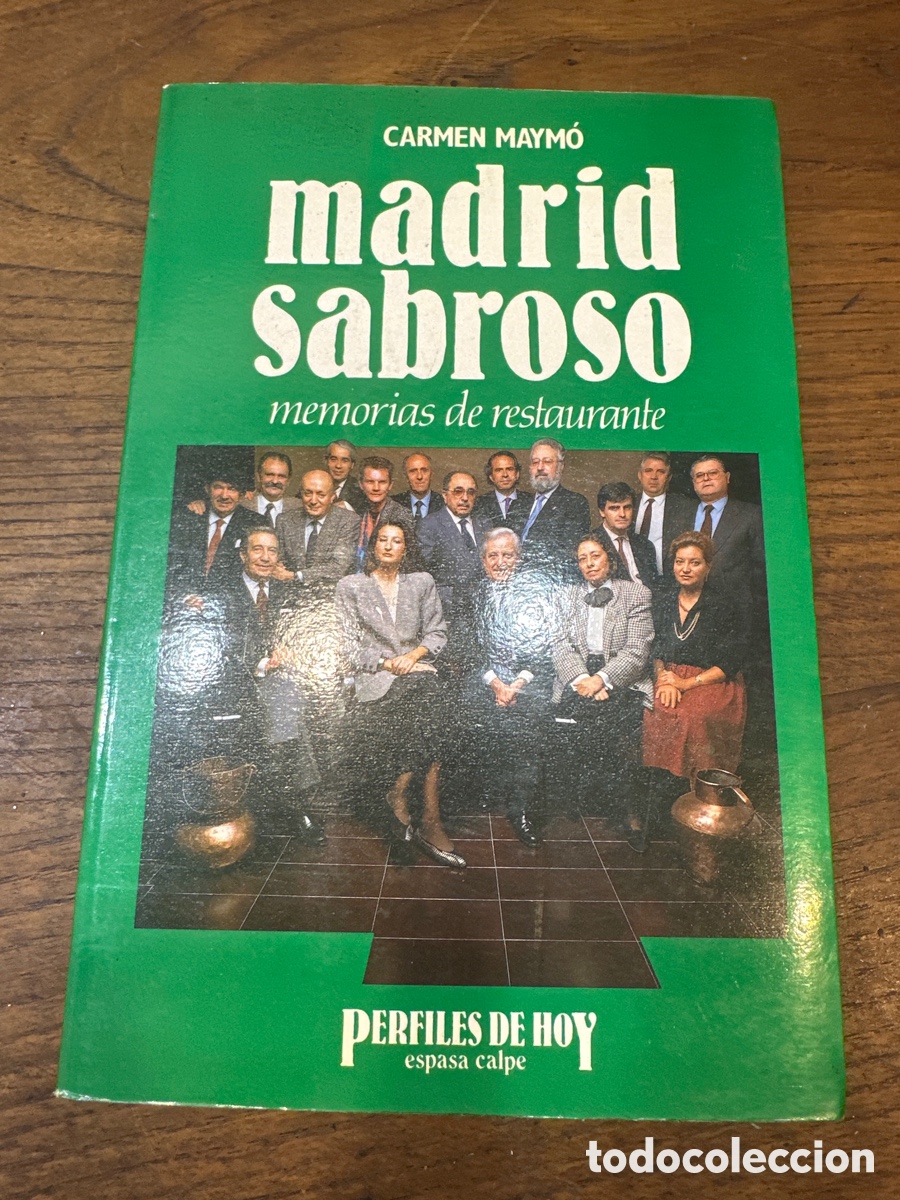 CARMEN MAYMÓ
madrid
sabroso
memorias de restaurante
PERFILES DE HOY
espasa calpe
todocoleccion